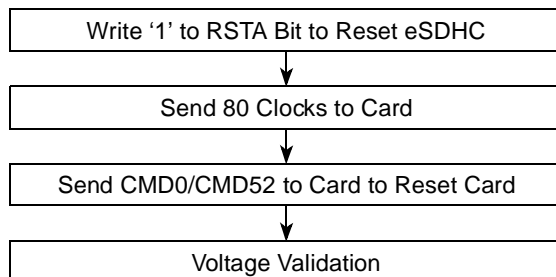 Write ‘1’ to RSTA Bit to Reset eSDHC
Send 80 Clocks to Card
Send CMD0/CMD52 to Card to Reset Card
Voltage Validation